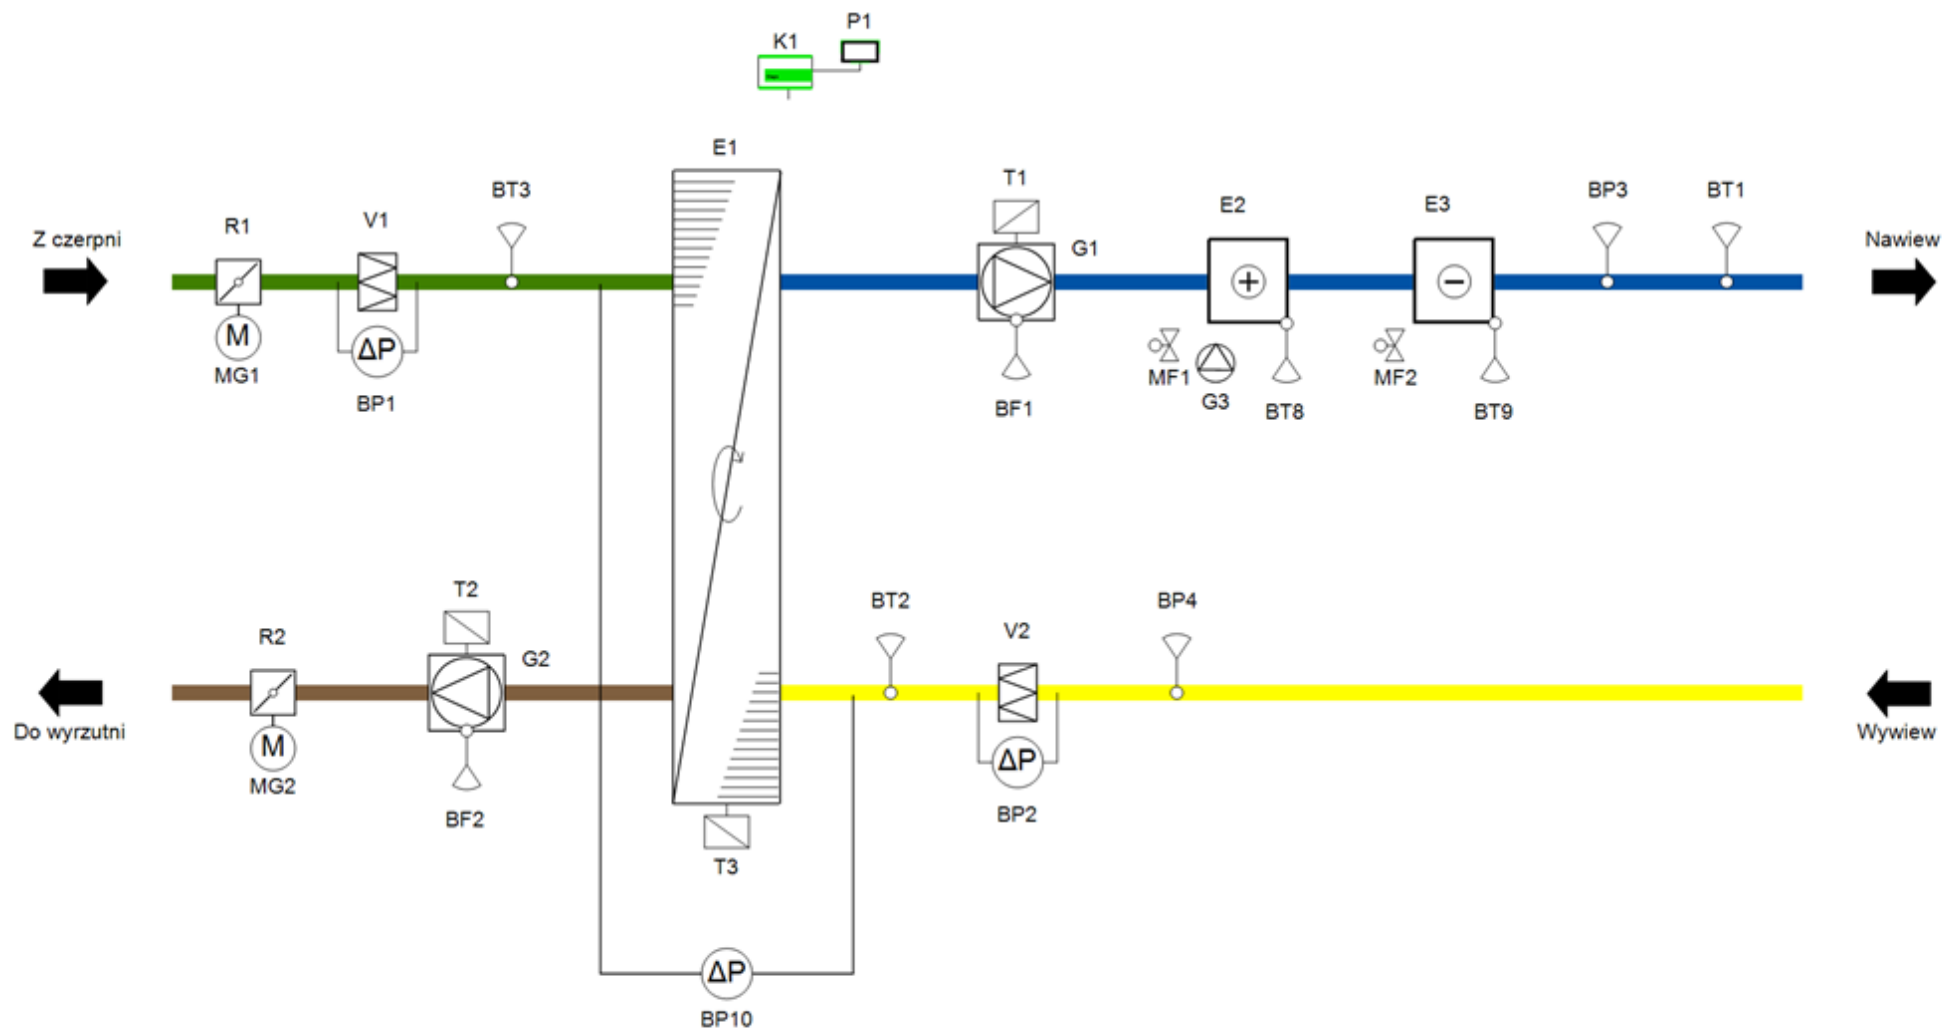 P1
K1
E1
BT3
T1
BP3
BT1
E2
E3
V1
R1
G1
Z czerpni
Nawiew
M
ΔP
MG1
BP1
BF1
MF1
G3
BT8
MF2
BT9
T2
BT2
BP4
R2
V2
G2
Do wyrzutni
Wywiew
M
ΔP
MG2
BF2
BP2
T3
ΔP
BP10